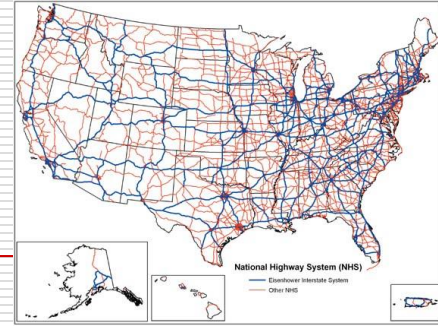 National Highway System (NHS)
Eisenhower Interstate System
Other NHS